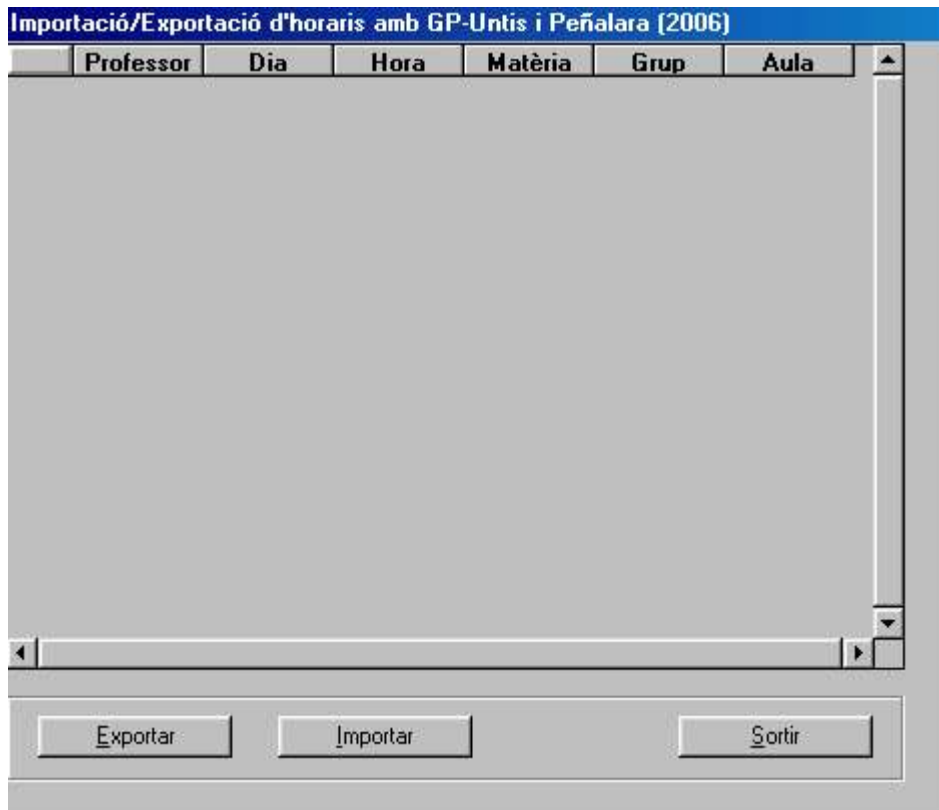 Importació/Exportació d'horaris amb GP-Untis i Peñalara (2006)
Professor Dia Hora Matèria Grup Aula
Exportar Importar Sortir